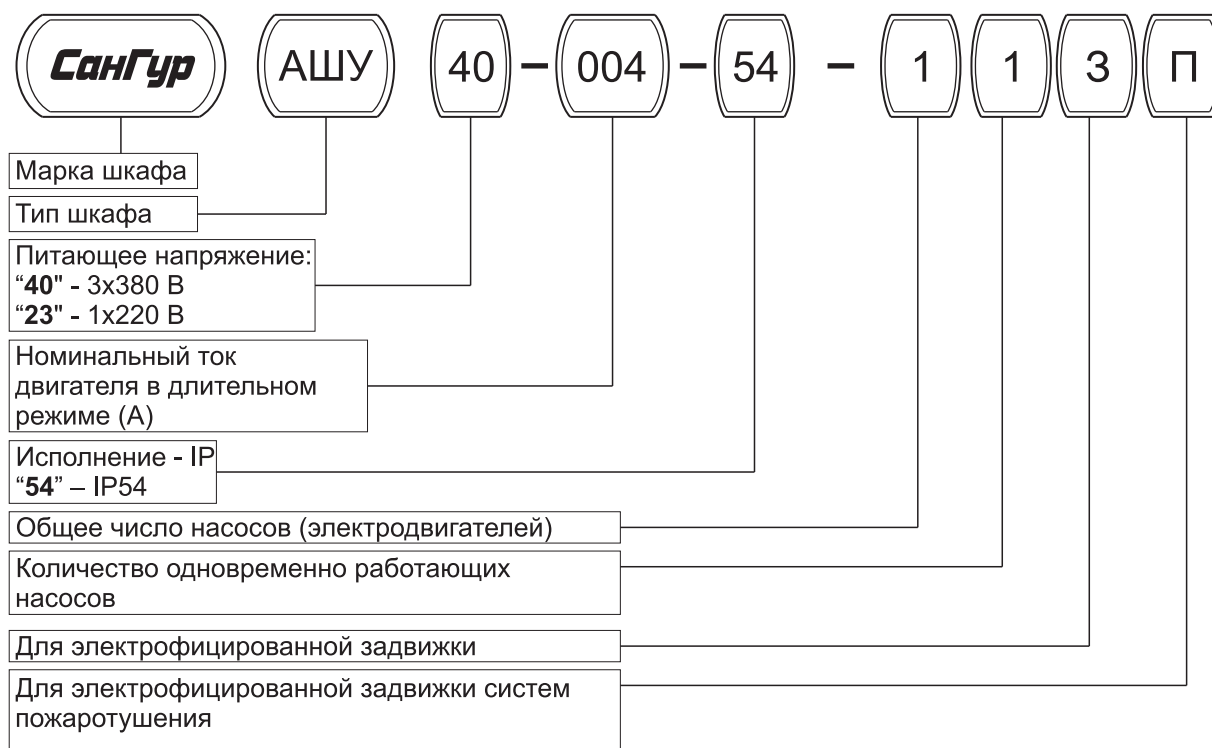 СанГур АШУ 40 – 004 – 54 – 1 1 З П
Марка шкафа
Тип шкафа
Питающее напряжение:
“40" - 3х380 В
“23" - 1х220 В
Номинальный ток
двигателя в длительном
режиме (А)
Исполнение - IP
“54” – IP54
Общее число насосов (электродвигателей)
Количество одновременно работающих
насосов
Для электрофицированной задвижки
Для электрофицированной задвижки систем
пожаротушения